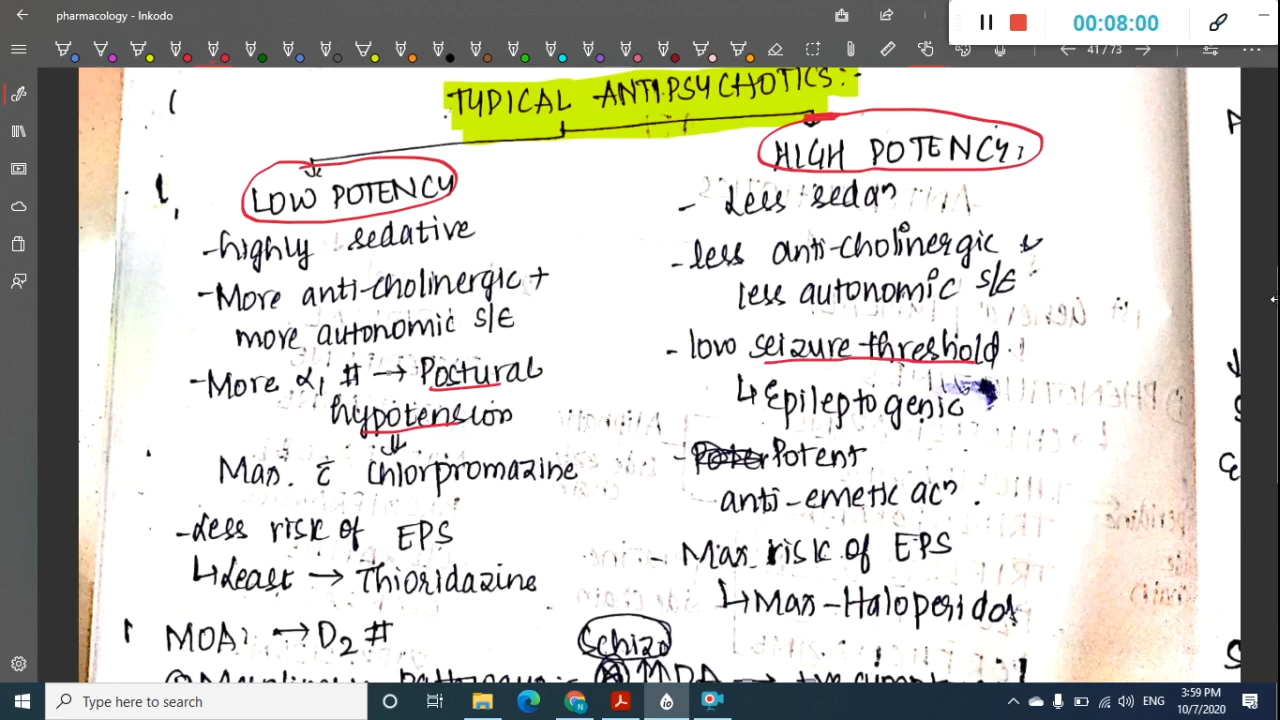 pharmacology - Inkodo
00:08:00
41 / 73
TYPICAL ANTIPSYCHOTICS:-
LOW POTENCY
-highly sedative
-More anti-cholinergic +
more autonomic S/E
-More α1 # → Postural
hypotension
Max. c̄ chlorpromazine
-Less risk of EPS
↳Least → Thioridazine
HIGH POTENCY:
- Less sedan
-less anti-cholinergic &
less autonomic S/E
- low seizure threshold
↳Epileptogenic
- Potent
anti-emetic acn.
- Max risk of EPS
↳Max-Haloperidol
MOA: → D2 #
Schizo
↑↑DA → +ve symptom
Type here to search
ENG
3:59 PM
10/7/2020